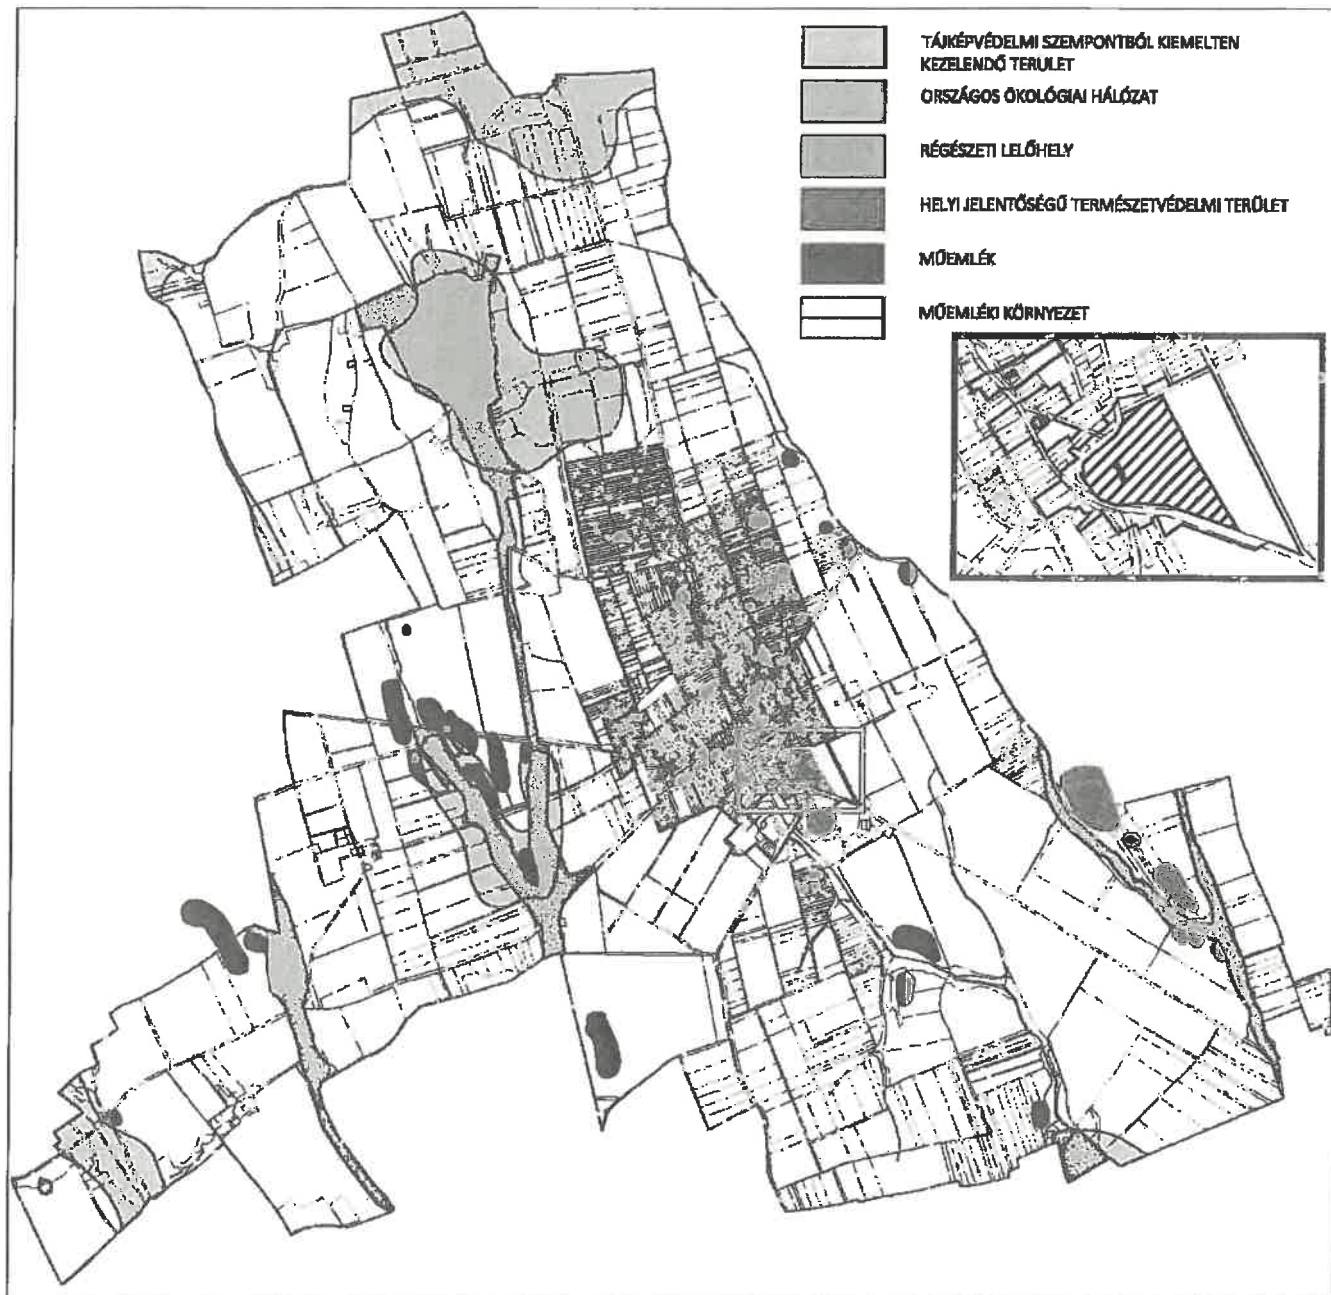 TÁJKÉPVÉDELMI SZEMPONTBÓL KIEMELTEN
KEZELENDŐ TERÜLET
ORSZÁGOS ÖKOLÓGIAI HÁLÓZAT
RÉGÉSZETI LELŐHELY
HELYI JELENTŐSÉGŰ TERMÉSZETVÉDELMI TERÜLET
MŰEMLÉK
MŰEMLÉKI KÖRNYEZET